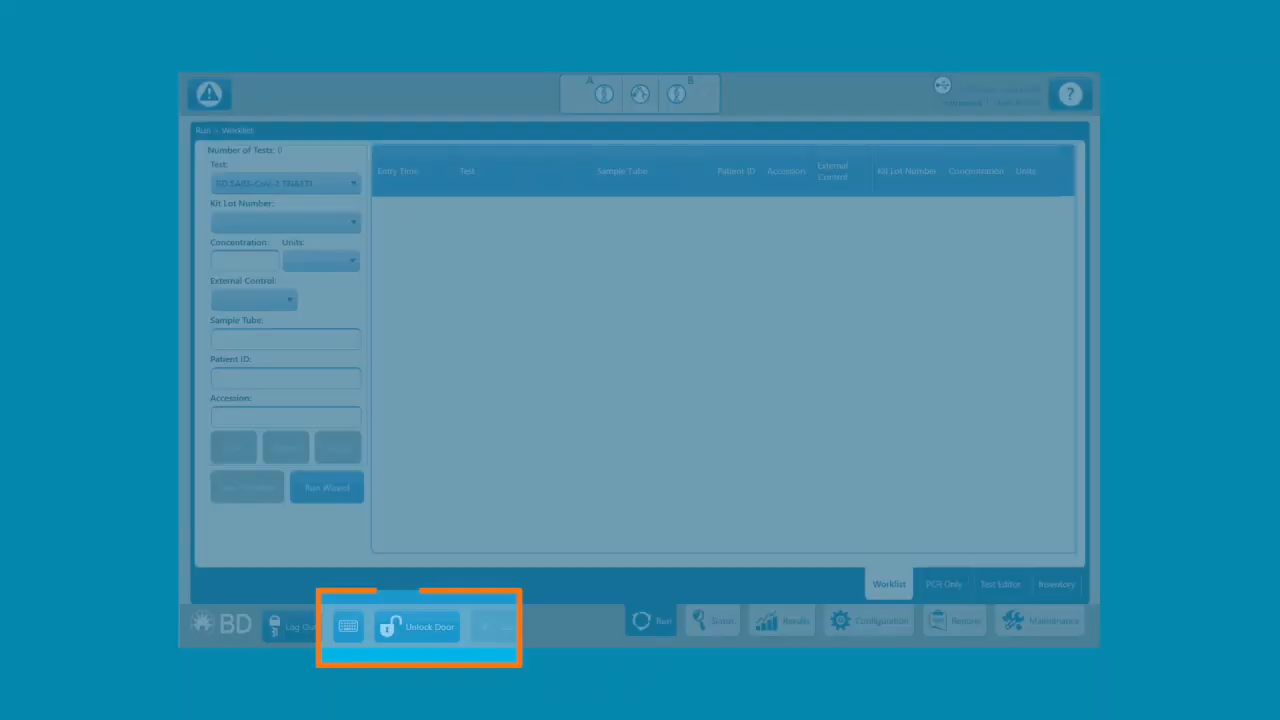 A
B
?
Run > Worklist
Number of Tests: 0
Test:
BD SARS-CoV-2
Kit Lot Number:
Concentration: Units:
External Control:
Sample Tube:
Patient ID:
Accession:
Run Wizard
Entry Time Test Sample Tube Patient ID Accession External Control Kit Lot Number Concentration Units
Worklist PCR Only Test Editor Inventory
BD Log Out Unlock Door Run Results Configuration Reports Maintenance